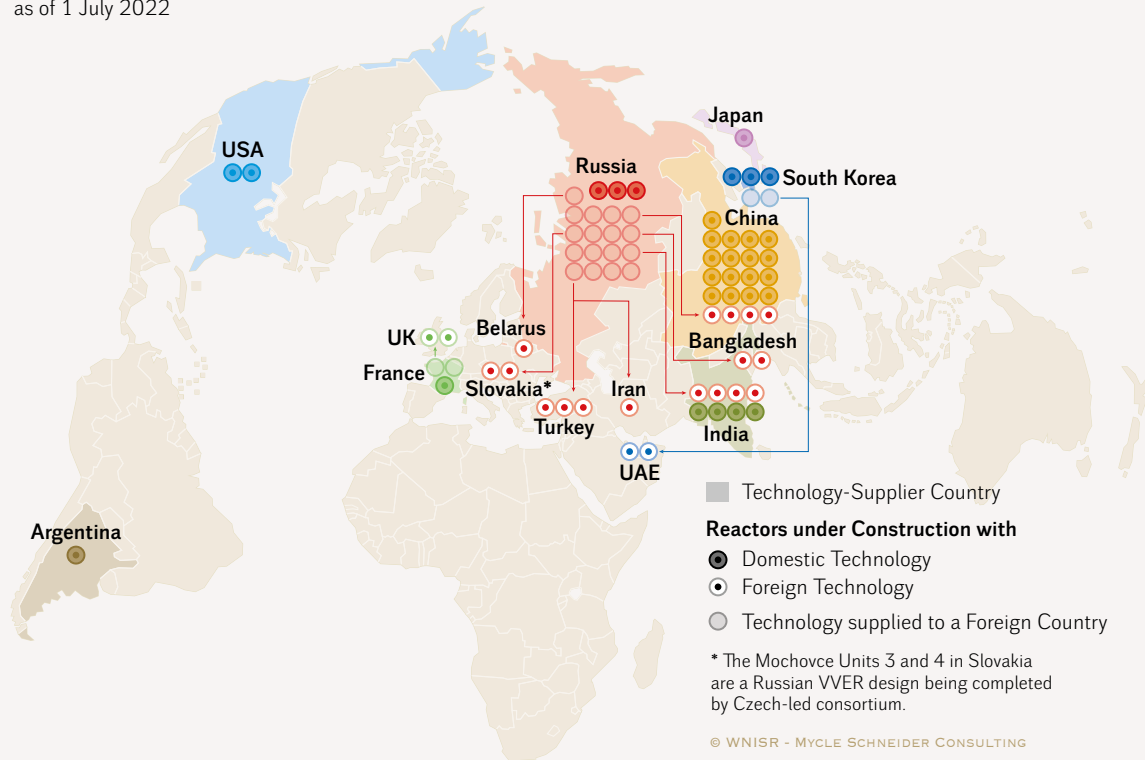 as of 1 July 2022
USA
Japan
Russia
South Korea
China
UK
Belarus
Bangladesh
France
Slovakia*
Iran
Turkey
India
UAE
Argentina
Technology-Supplier Country
Reactors under Construction with
Domestic Technology
Foreign Technology
Technology supplied to a Foreign Country
* The Mochovce Units 3 and 4 in Slovakia
are a Russian VVER design being completed
by Czech-led consortium.
© WNISR - Mycle Schneider Consulting